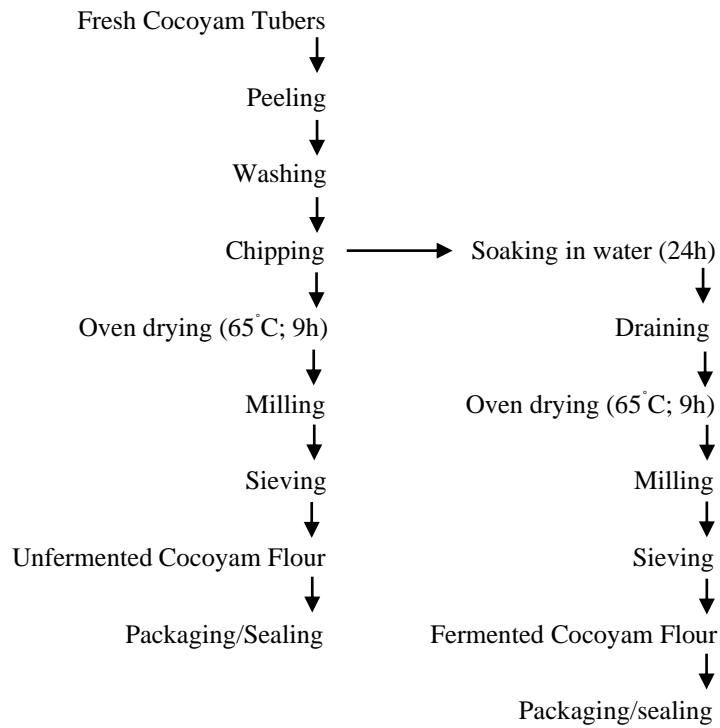 Fresh Cocoyam Tubers
Peeling
Washing
Chipping
Soaking in water (24h)
Oven drying (65°C; 9h)
Draining
Milling
Oven drying (65°C; 9h)
Sieving
Milling
Unfermented Cocoyam Flour
Sieving
Packaging/Sealing
Fermented Cocoyam Flour
Packaging/sealing